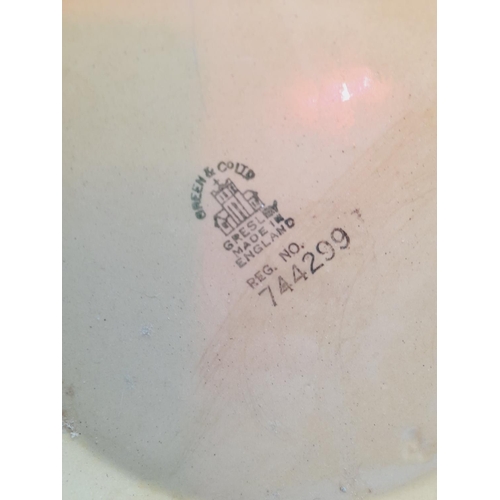 GREEN & CO LTD
GRESLEY
MADE IN
ENGLAND
REG. NO.
744299